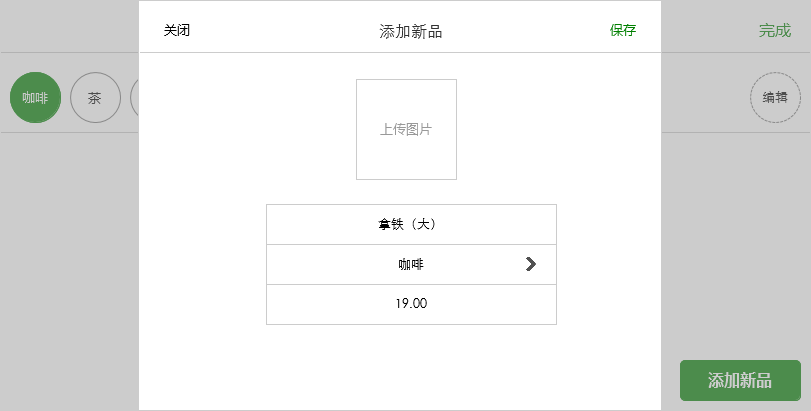 关闭 添加新品 保存 完成
咖啡 茶 编辑
上传图片
拿铁（大）
咖啡
19.00
添加新品